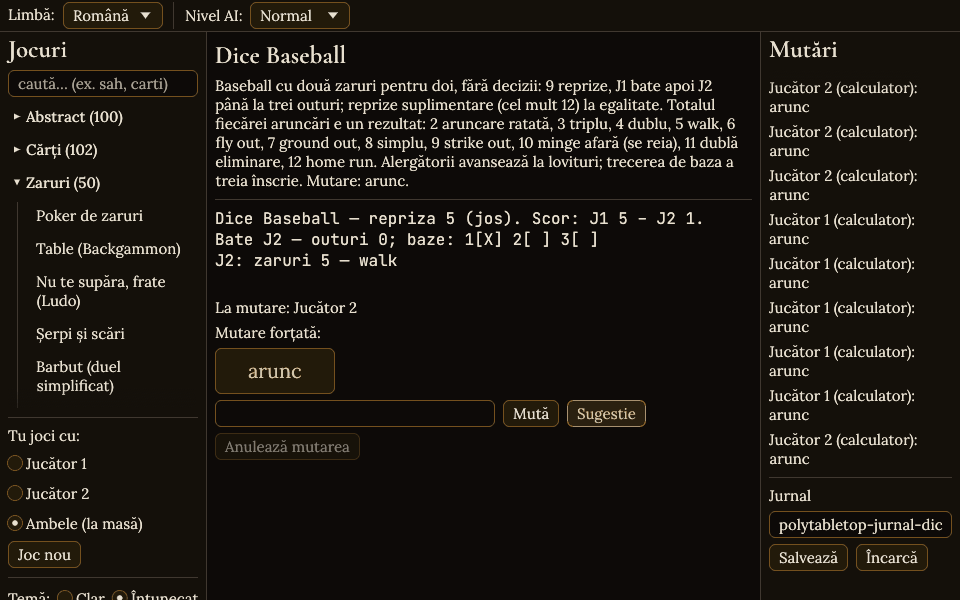 Limbă: Română ▼ Nivel AI: Normal ▼
Jocuri
caută... (ex. sah, carti)
▸ Abstract (100)
▸ Cărți (102)
▾ Zaruri (50)
Poker de zaruri
Table (Backgammon)
Nu te supăra, frate
(Ludo)
Șerpi și scări
Barbut (duel
simplificat)
Tu joci cu:
Jucător 1
Jucător 2
Ambele (la masă)
Joc nou
Temă: Clar Întunecat
Dice Baseball
Baseball cu două zaruri pentru doi, fără decizii: 9 reprize, J1 bate apoi J2
până la trei outuri; reprize suplimentare (cel mult 12) la egalitate. Totalul
fiecărei aruncări e un rezultat: 2 aruncare ratată, 3 triplu, 4 dublu, 5 walk, 6
fly out, 7 ground out, 8 simplu, 9 strike out, 10 minge afară (se reia), 11 dublă
eliminare, 12 home run. Alergătorii avansează la lovituri; trecerea de baza a
treia înscrie. Mutare: arunc.
Dice Baseball — repriza 5 (jos). Scor: J1 5 – J2 1.
Bate J2 — outuri 0; baze: 1[X] 2[ ] 3[ ]
J2: zaruri 5 — walk
La mutare: Jucător 2
Mutare forțată:
arunc
Mută Sugestie
Anulează mutarea
Mutări
Jucător 2 (calculator):
arunc
Jucător 2 (calculator):
arunc
Jucător 2 (calculator):
arunc
Jucător 1 (calculator):
arunc
Jucător 1 (calculator):
arunc
Jucător 1 (calculator):
arunc
Jucător 1 (calculator):
arunc
Jucător 1 (calculator):
arunc
Jucător 2 (calculator):
arunc
Jurnal
polytabletop-jurnal-dic
Salvează Încarcă